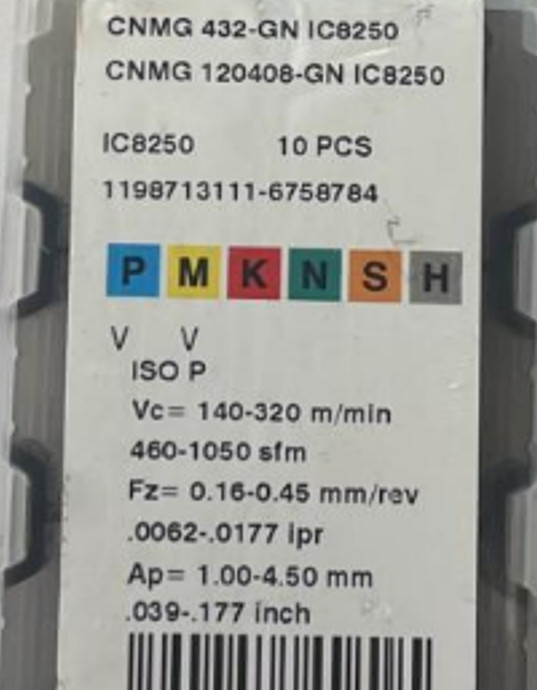 CNMG 432-GN IC8250
CNMG 120408-GN IC8250
IC8250 10 PCS
1198713111-6758784
P M K N S H
V V
ISO P
Vc= 140-320 m/min
460-1050 sfm
Fz= 0.16-0.45 mm/rev
.0062-.0177 ipr
Ap= 1.00-4.50 mm
.039-.177 inch